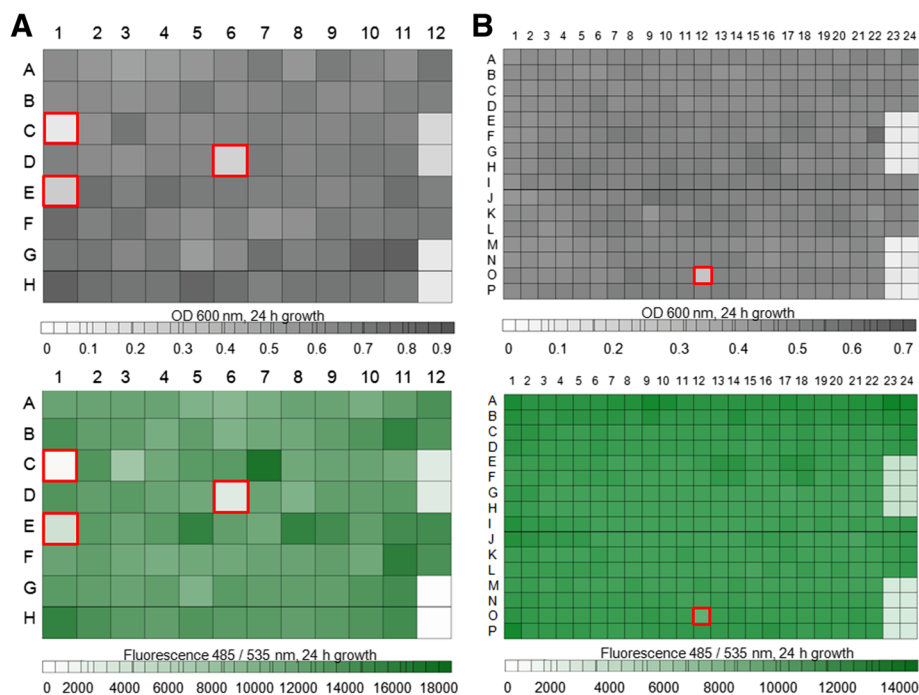 A
1 2 3 4 5 6 7 8 9 10 11 12
A
B
C
D
E
F
G
H
OD 600 nm, 24 h growth
0 0.1 0.2 0.3 0.4 0.5 0.6 0.7 0.8 0.9
1 2 3 4 5 6 7 8 9 10 11 12
A
B
C
D
E
F
G
H
Fluorescence 485 / 535 nm, 24 h growth
0 2000 4000 6000 8000 10000 12000 14000 16000 18000
B
1 2 3 4 5 6 7 8 9 10 11 12 13 14 15 16 17 18 19 20 21 22 23 24
A
B
C
D
E
F
G
H
I
J
K
L
M
N
O
P
OD 600 nm, 24 h growth
0 0.1 0.2 0.3 0.4 0.5 0.6 0.7
1 2 3 4 5 6 7 8 9 10 11 12 13 14 15 16 17 18 19 20 21 22 23 24
A
B
C
D
E
F
G
H
I
J
K
L
M
N
O
P
Fluorescence 485 / 535 nm, 24 h growth
0 2000 4000 6000 8000 10000 12000 14000